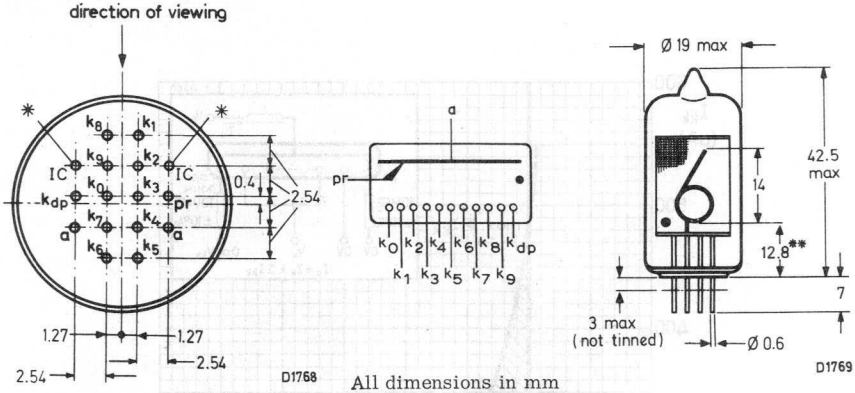 direction of viewing
* *
k8 k1
k9 k2
IC IC
k0 k3
kdp pr
k7 k4
a a
k6 k5
0.4
2.54
1.27 1.27
2.54
2.54
D1768
a
pr
k0 k2 k4 k6 k8 kdp
k1 k3 k5 k7 k9
All dimensions in mm
Ø 19 max
42.5
max
14
12.8**
7
3 max
(not tinned)
Ø 0.6
D1769